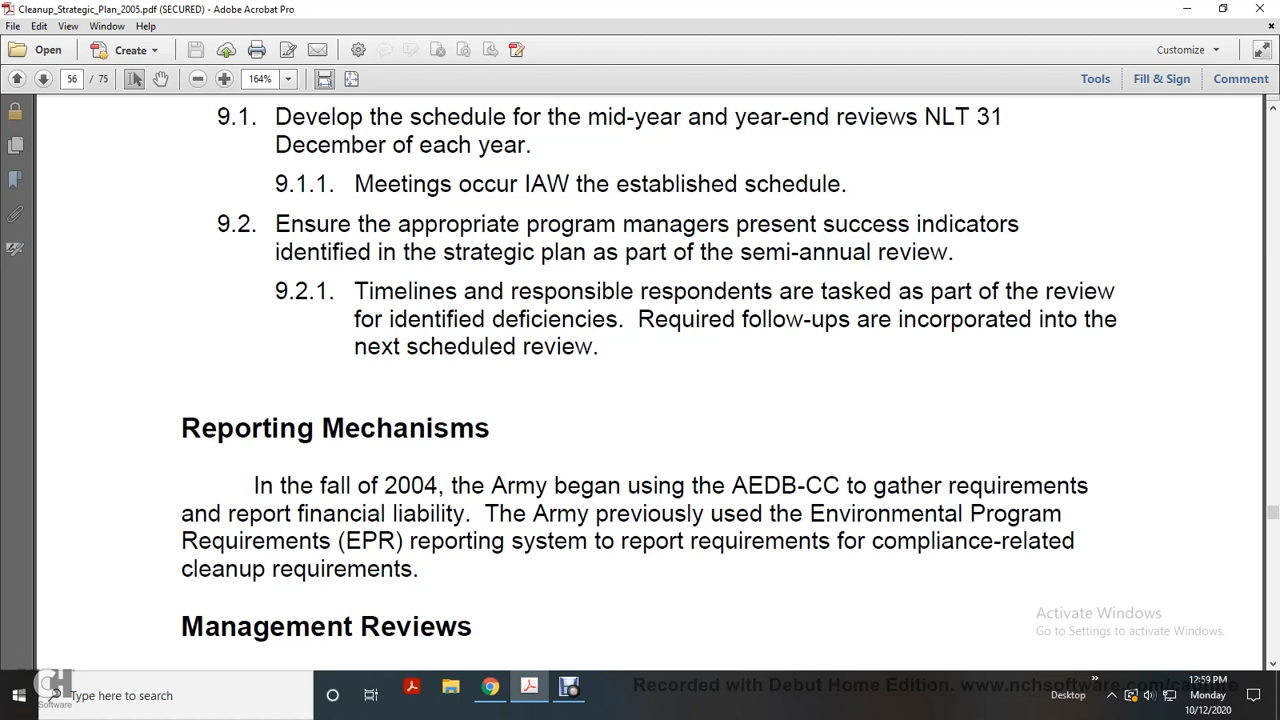 Cleanup_Strategic_Plan_2005.pdf (SECURED) - Adobe Acrobat Pro
File Edit View Window Help
Open Create Customize
56 / 75 164% Tools Fill & Sign Comment
9.1. Develop the schedule for the mid-year and year-end reviews NLT 31
December of each year.
9.1.1. Meetings occur IAW the established schedule.
9.2. Ensure the appropriate program managers present success indicators
identified in the strategic plan as part of the semi-annual review.
9.2.1. Timelines and responsible respondents are tasked as part of the review
for identified deficiencies. Required follow-ups are incorporated into the
next scheduled review.
Reporting Mechanisms
In the fall of 2004, the Army began using the AEDB-CC to gather requirements
and report financial liability. The Army previously used the Environmental Program
Requirements (EPR) reporting system to report requirements for compliance-related
cleanup requirements.
Management Reviews
Activate Windows
Go to Settings to activate Windows.
Recorded with Debut Home Edition. www.nchsoftware.com/capture
NCH Software
Type here to search
Desktop
12:59 PM
Monday
10/12/2020